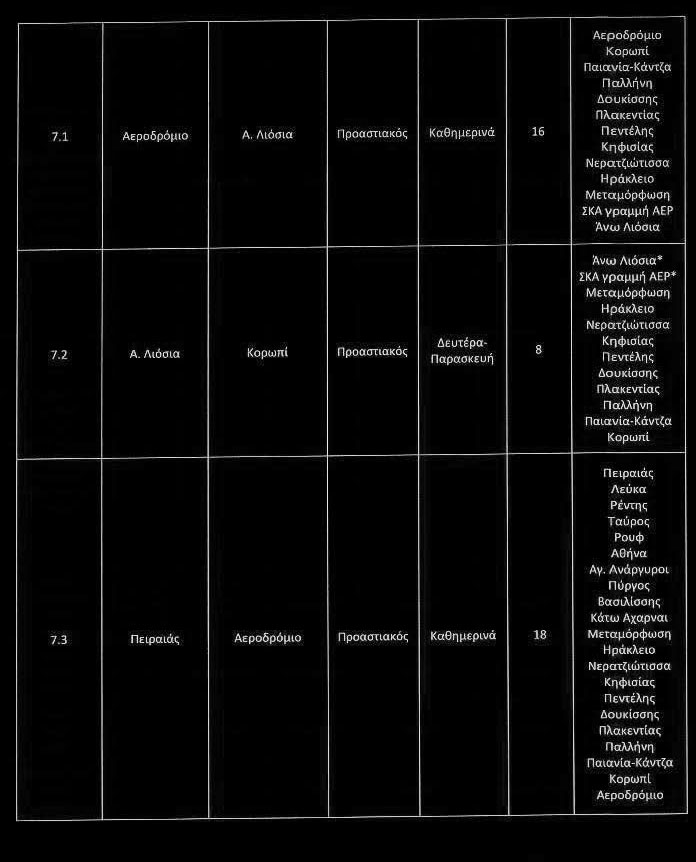 7.1
Αεροδρόμιο
Α. Λιόσια
Προαστιακός
Καθημερινά
16
Αεροδρόμιο
Κορωπί
Παιανία-Κάντζα
Παλλήνη
Δουκίσσης
Πλακεντίας
Πεντέλης
Κηφισίας
Νερατζιώτισσα
Ηράκλειο
Μεταμόρφωση
ΣΚΑ γραμμή ΑΕΡ
Άνω Λιόσια
7.2
Α. Λιόσια
Κορωπί
Προαστιακός
Δευτέρα-
Παρασκευή
8
Άνω Λιόσια*
ΣΚΑ γραμμή ΑΕΡ*
Μεταμόρφωση
Ηράκλειο
Νερατζιώτισσα
Κηφισίας
Πεντέλης
Δουκίσσης
Πλακεντίας
Παλλήνη
Παιανία-Κάντζα
Κορωπί
7.3
Πειραιάς
Αεροδρόμιο
Προαστιακός
Καθημερινά
18
Πειραιάς
Λεύκα
Ρέντης
Ταύρος
Ρουφ
Αθήνα
Αγ. Ανάργυροι
Πύργος
Βασιλίσσης
Κάτω Αχαρναι
Μεταμόρφωση
Ηράκλειο
Νερατζιώτισσα
Κηφισίας
Πεντέλης
Δουκίσσης
Πλακεντίας
Παλλήνη
Παιανία-Κάντζα
Κορωπί
Αεροδρόμιο